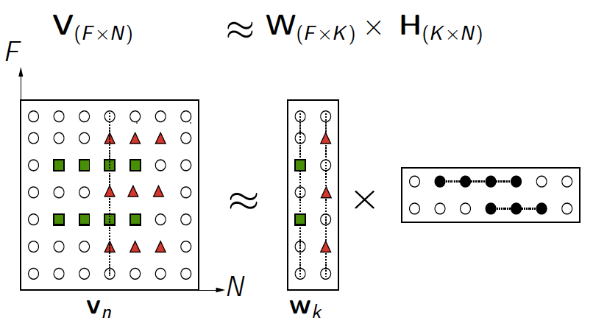 V(F×N) ≈ W(F×K) × H(K×N)
F
≈ ×
N
vn wk